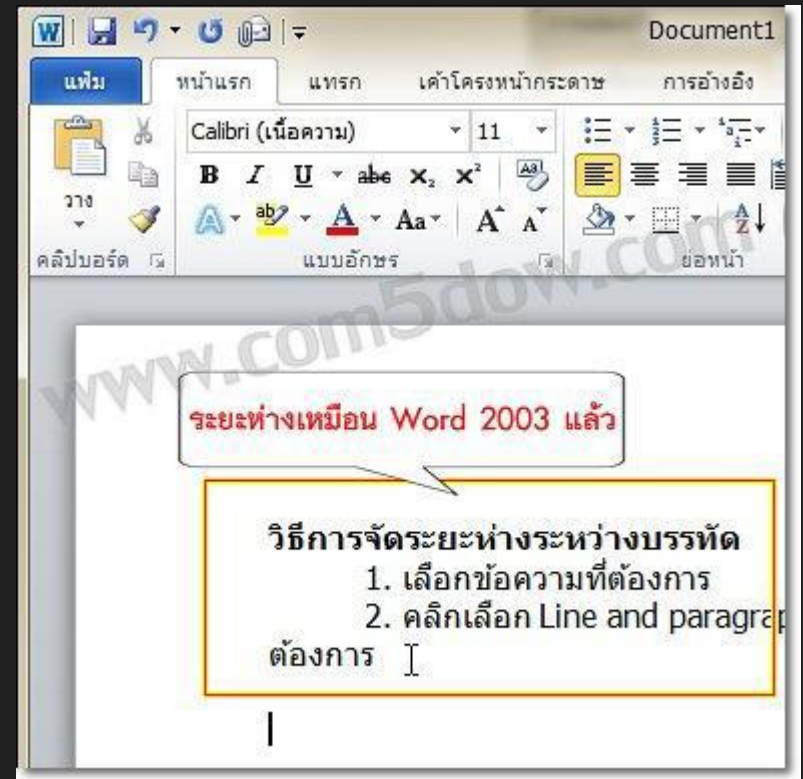 Document1
แฟ้ม หน้าแรก แทรก เค้าโครงหน้ากระดาษ การอ้างอิง
Calibri (เนื้อความ) 11
วาง
B I U abc x₂ x² Aa
ab A Aa A A A Z
คลิปบอร์ด แบบอักษร ย่อหน้า
www.com5dow.com
ระยะห่างเหมือน Word 2003 แล้ว
วิธีการจัดระยะห่างระหว่างบรรทัด
1. เลือกข้อความที่ต้องการ
2. คลิกเลือก Line and paragrap
ต้องการ